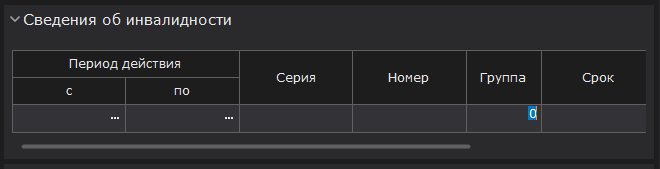 Сведения об инвалидности
Период действия
с
по
Серия
Номер
Группа
Срок
...
...
0